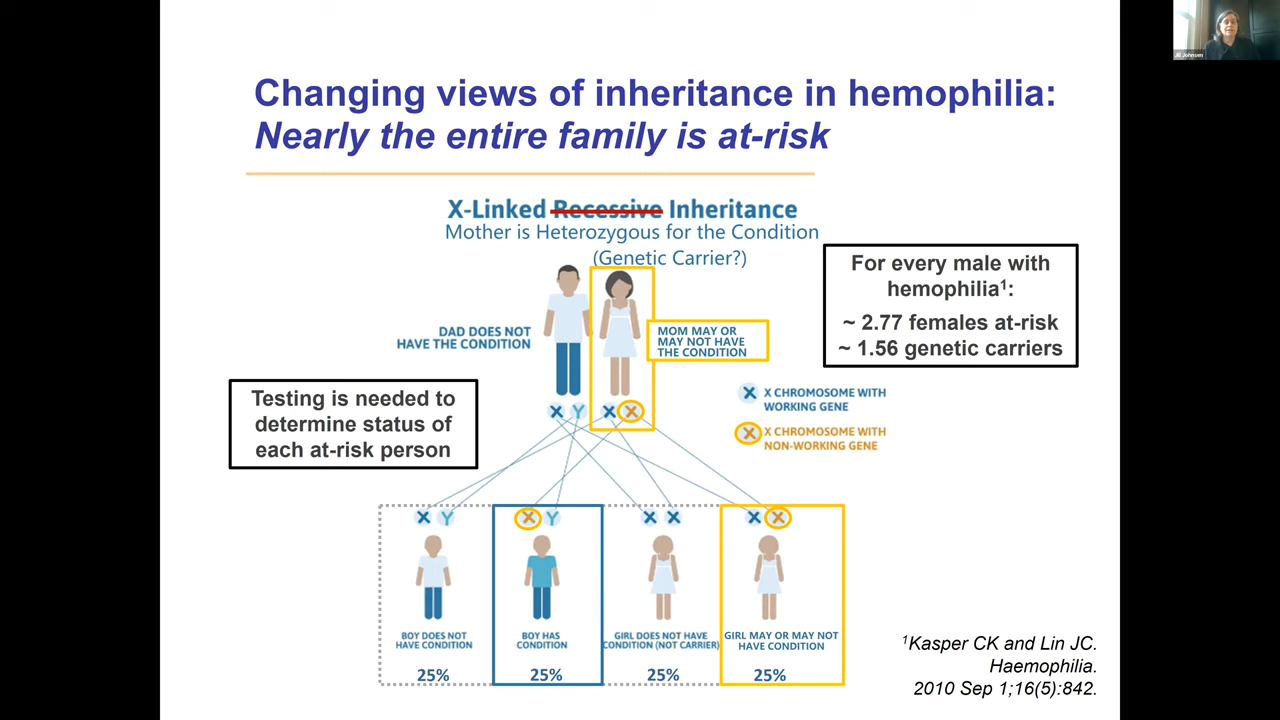 Jill Johnsen
Changing views of inheritance in hemophilia:
Nearly the entire family is at-risk
X-Linked Recessive Inheritance
Mother is Heterozygous for the Condition
(Genetic Carrier?)
For every male with
hemophilia¹:
~ 2.77 females at-risk
~ 1.56 genetic carriers
DAD DOES NOT
HAVE THE CONDITION
MOM MAY OR
MAY NOT HAVE
THE CONDITION
Testing is needed to
determine status of
each at-risk person
X CHROMOSOME WITH
WORKING GENE
X CHROMOSOME WITH
NON-WORKING GENE
X Y X X
X Y X Y X X X X
BOY DOES NOT
HAVE CONDITION
25%
BOY HAS
CONDITION
25%
GIRL DOES NOT HAVE
CONDITION (NOT CARRIER)
25%
GIRL MAY OR MAY NOT
HAVE CONDITION
25%
¹Kasper CK and Lin JC.
Haemophilia.
2010 Sep 1;16(5):842.